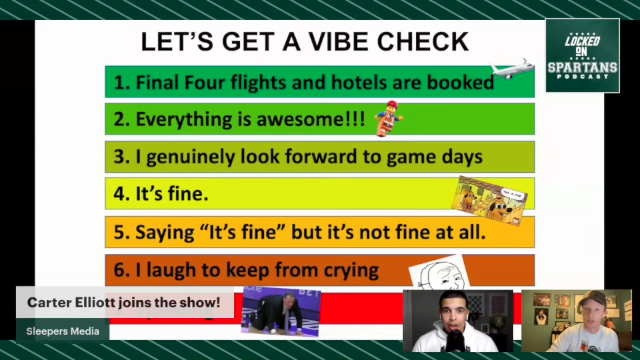 LET'S GET A VIBE CHECK
LOCKED
ON
SPARTANS
PODCAST
1. Final Four flights and hotels are booked
2. Everything is awesome!!!
3. I genuinely look forward to game days
4. It's fine.
5. Saying "It's fine" but it's not fine at all.
6. I laugh to keep from crying
Carter Elliott joins the show!
Sleepers Media